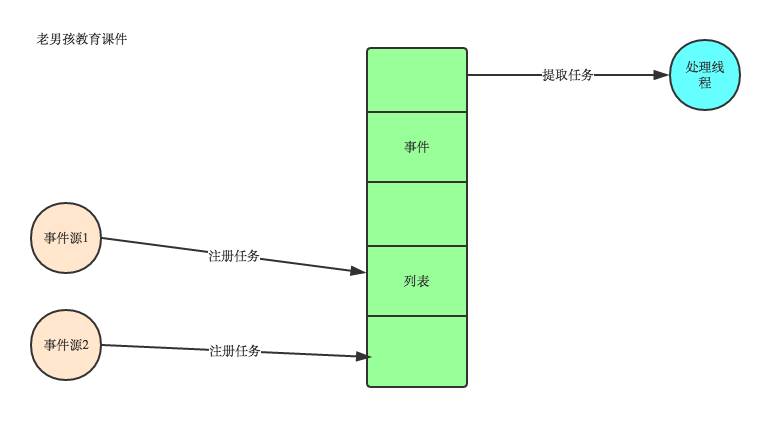 老男孩教育课件
提取任务
处理线
程
事件
事件源1
注册任务
列表
事件源2
注册任务